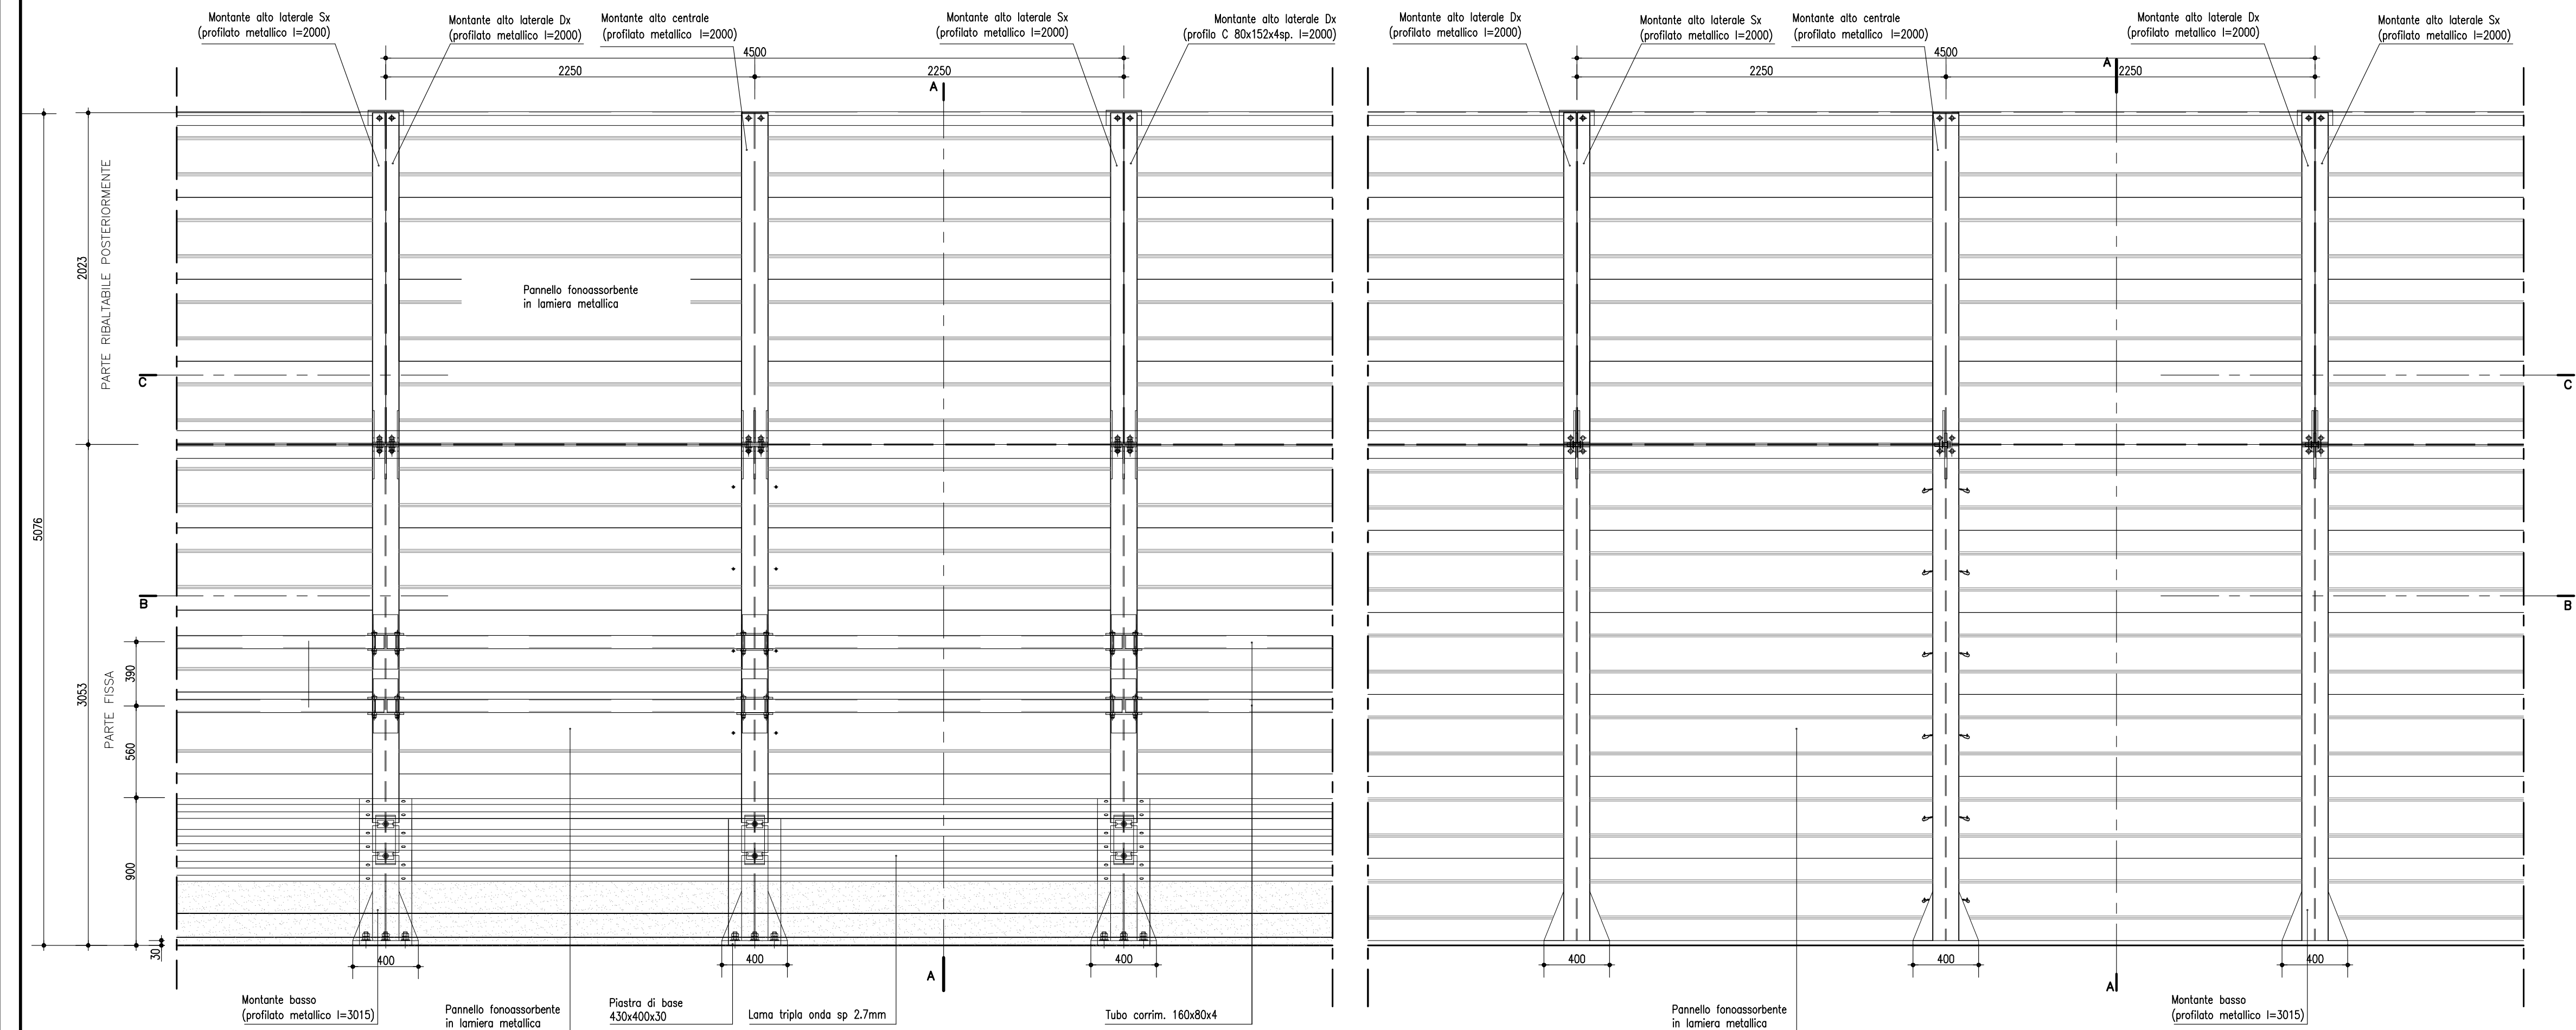 Montante alto laterale Sx
(profilato metallico l=2000)
Montante alto laterale Dx
(profilato metallico l=2000)
Montante alto centrale
(profilato metallico l=2000)
Montante alto laterale Sx
(profilato metallico l=2000)
Montante alto laterale Dx
(profilo C 80x152x4sp. l=2000)
4500
2250
2250
A
Montante alto laterale Dx
(profilato metallico l=2000)
Montante alto laterale Sx
(profilato metallico l=2000)
Montante alto centrale
(profilato metallico l=2000)
Montante alto laterale Dx
(profilato metallico l=2000)
Montante alto laterale Sx
(profilato metallico l=2000)
4500
2250
2250
A
5076
2023
PARTE RIBALTABILE POSTERIORMENTE
3053
PARTE FISSA
390
560
900
30
Pannello fonoassorbente
in lamiera metallica
C
C
B
B
400
400
400
A
400
400
400
A
Montante basso
(profilato metallico l=3015)
Pannello fonoassorbente
in lamiera metallica
Piastra di base
430x400x30
Lama tripla onda sp 2.7mm
Tubo corrim. 160x80x4
Pannello fonoassorbente
in lamiera metallica
Montante basso
(profilato metallico l=3015)